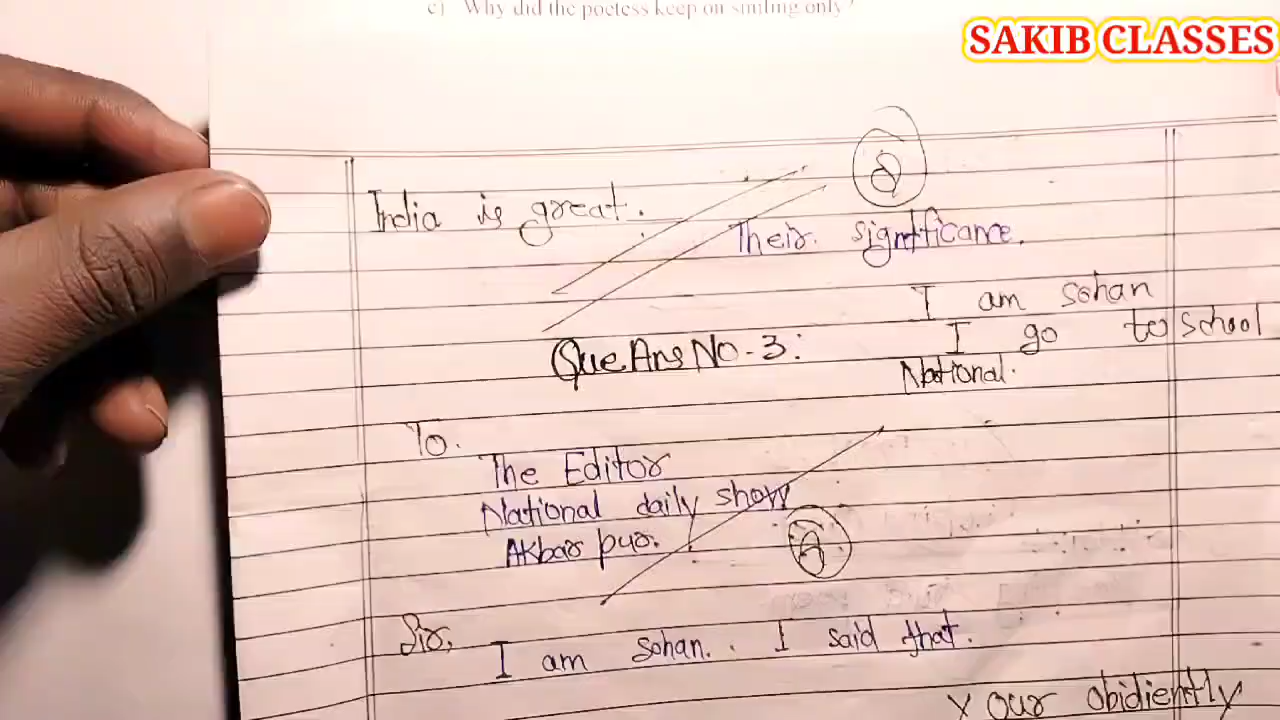 c) Why did the poetess keep on smiling only?
SAKIB CLASSES
India is great.
Their significance.
I am sohan
I go to school
Que Ans No-3:
National.
To.
The Editor
National daily show
Akbar pur.
Sir,
I am sohan. I said that.
Your obidiently